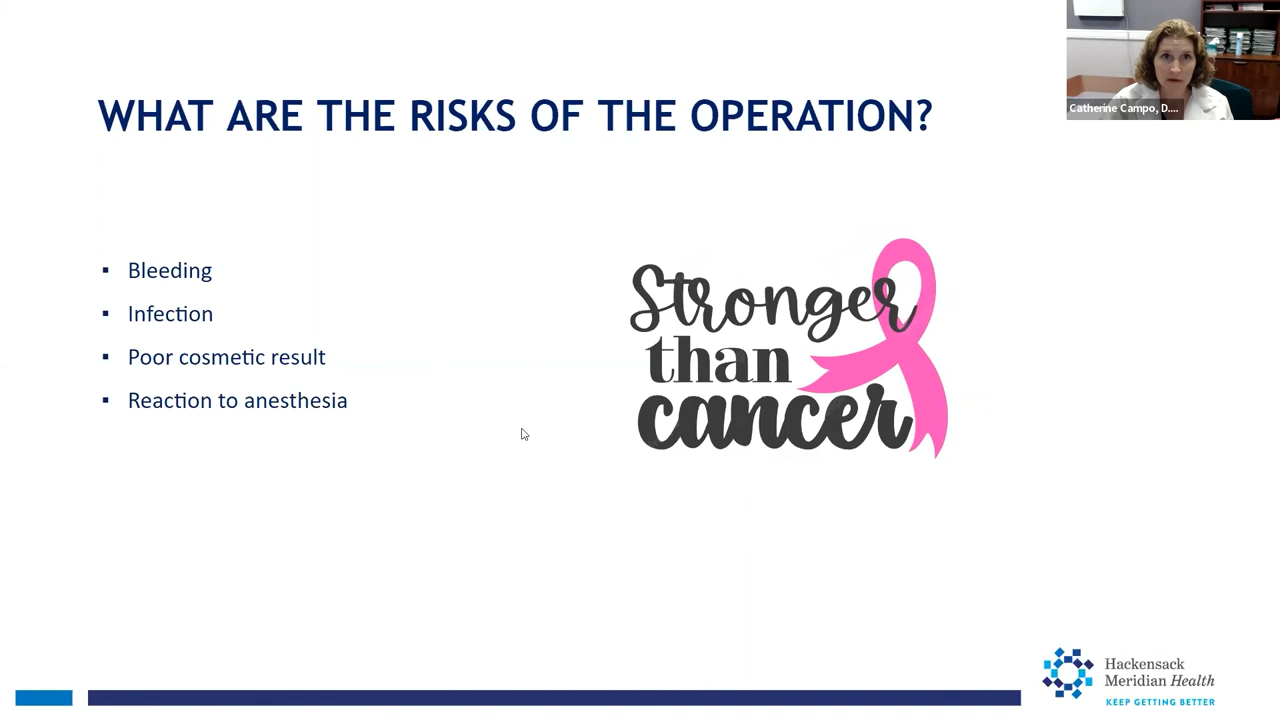 WHAT ARE THE RISKS OF THE OPERATION?
Catherine Campo, D....
▪ Bleeding
▪ Infection
▪ Poor cosmetic result
▪ Reaction to anesthesia
Stronger
than
cancer
Hackensack
Meridian Health
KEEP GETTING BETTER